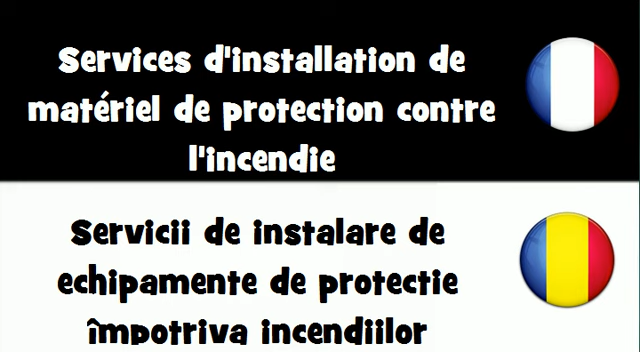 Services d'installation de
matériel de protection contre
l'incendie
Servicii de instalare de
echipamente de protectie
împotriva incendiilor